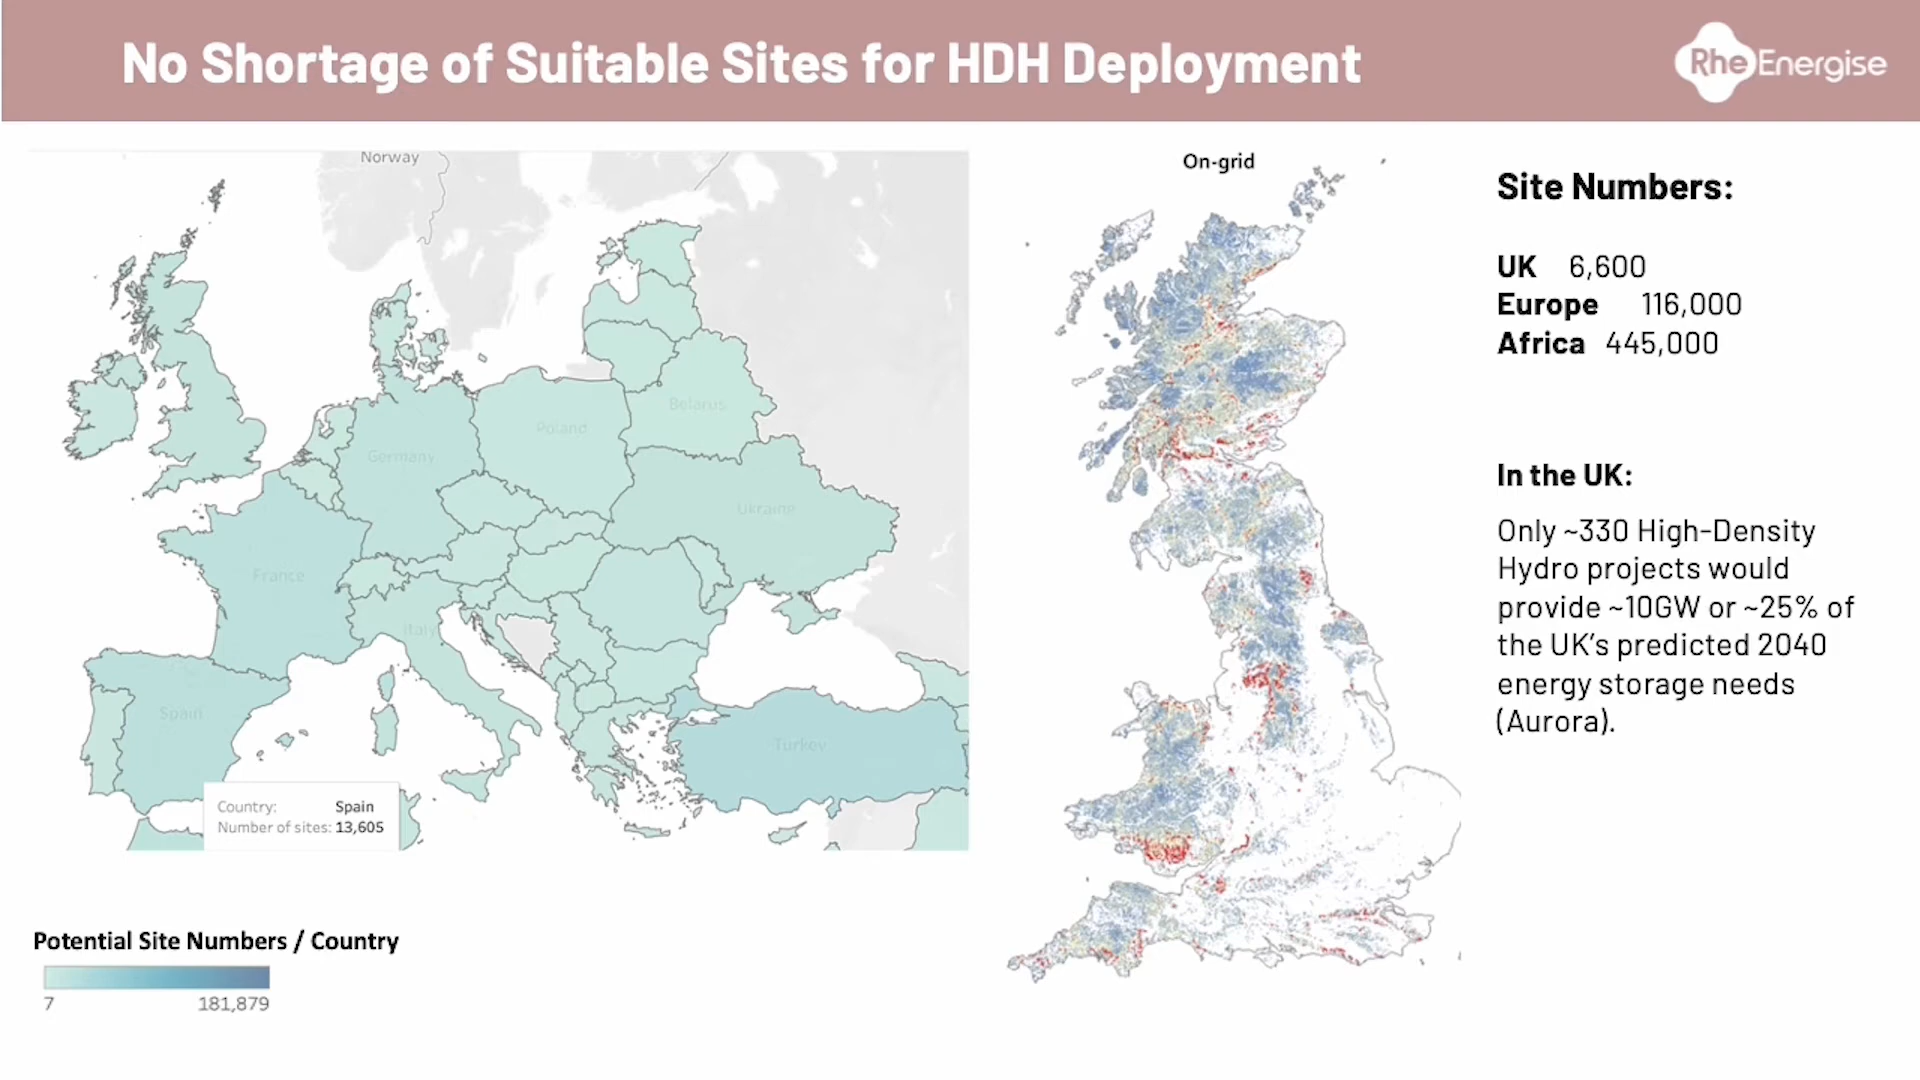 No Shortage of Suitable Sites for HDH Deployment
RheEnergise
Norway
Belarus
Poland
Germany
Ukraine
France
Italy
Spain
Türkey
Country: Spain
Number of sites: 13,605
Potential Site Numbers / Country
7 181,879
On-grid
Site Numbers:
UK 6,600
Europe 116,000
Africa 445,000
In the UK:
Only ~330 High-Density
Hydro projects would
provide ~10GW or ~25% of
the UK's predicted 2040
energy storage needs
(Aurora).